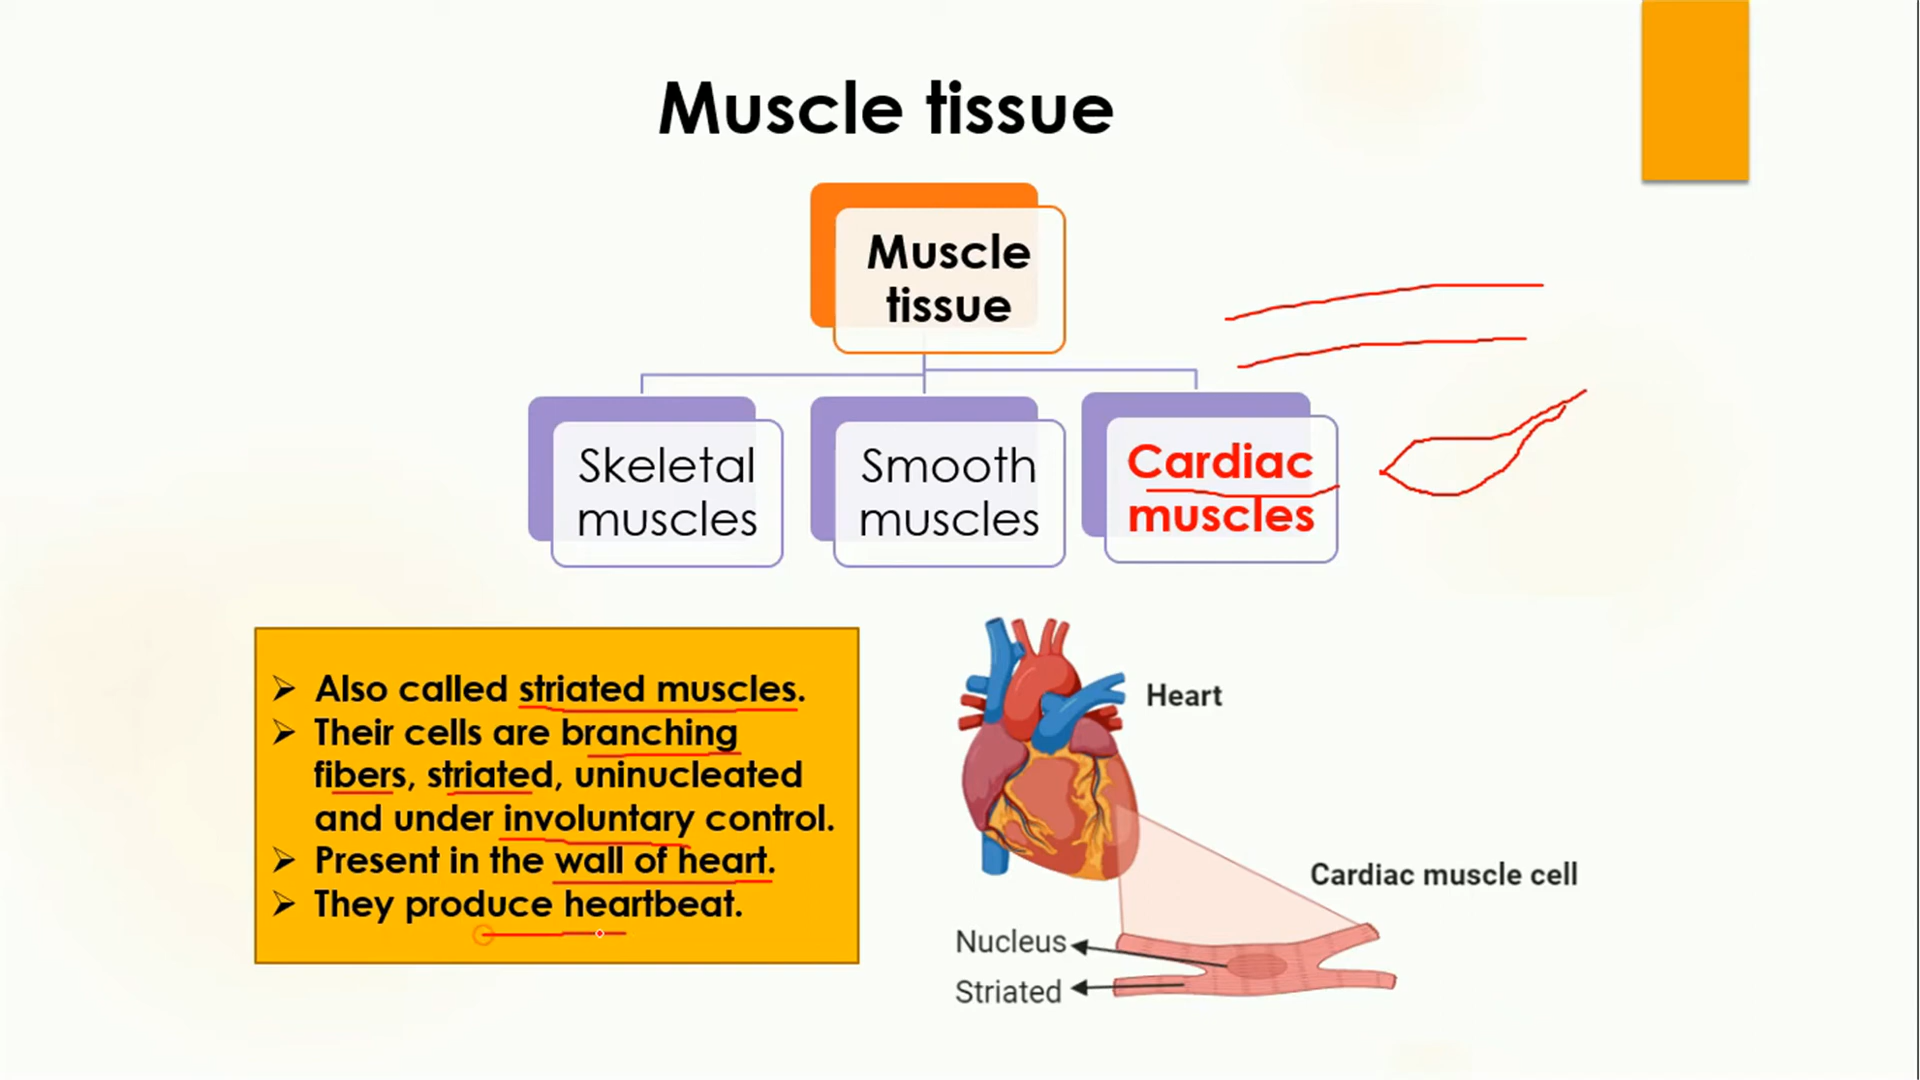 Muscle tissue
Muscle
tissue
Skeletal
muscles
Smooth
muscles
Cardiac
muscles
➢ Also called striated muscles.
➢ Their cells are branching
fibers, striated, uninucleated
and under involuntary control.
➢ Present in the wall of heart.
➢ They produce heartbeat.
Heart
Cardiac muscle cell
Nucleus
Striated